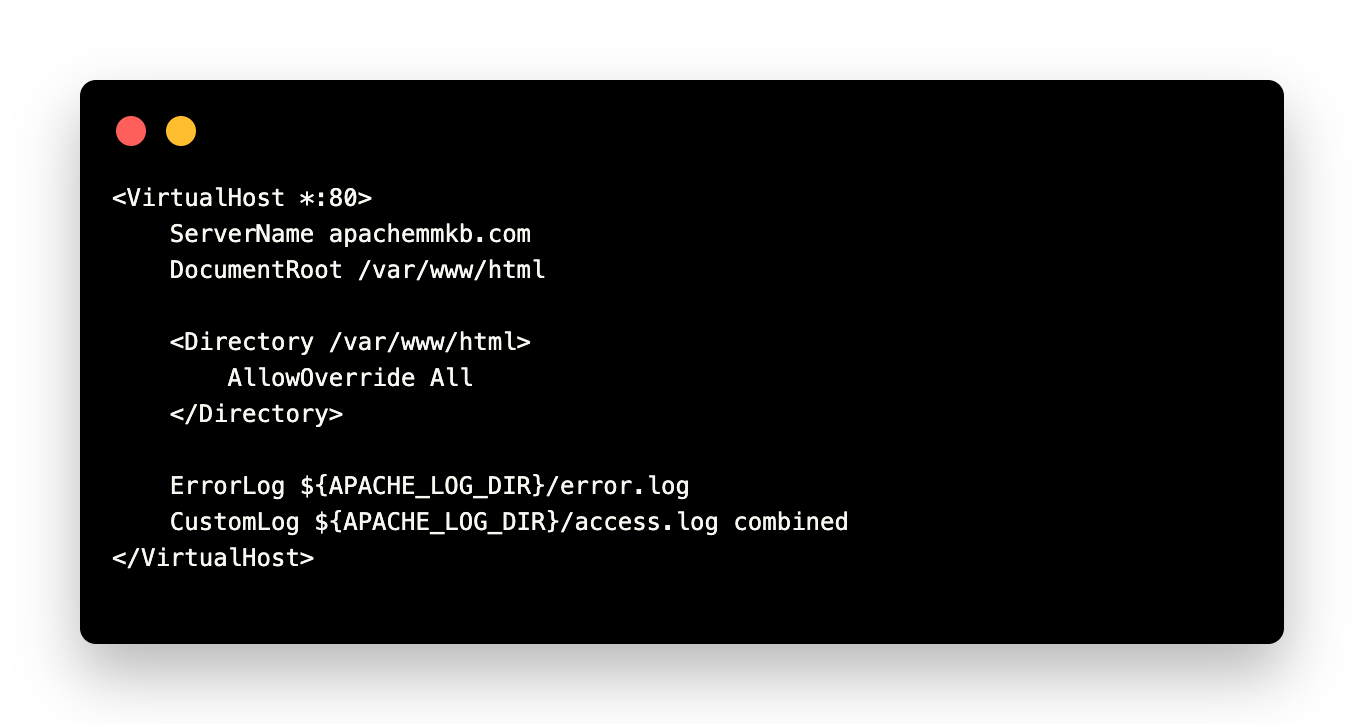 <VirtualHost *:80>
    ServerName apachemmkb.com
    DocumentRoot /var/www/html

    <Directory /var/www/html>
        AllowOverride All
    </Directory>

    ErrorLog ${APACHE_LOG_DIR}/error.log
    CustomLog ${APACHE_LOG_DIR}/access.log combined
</VirtualHost>